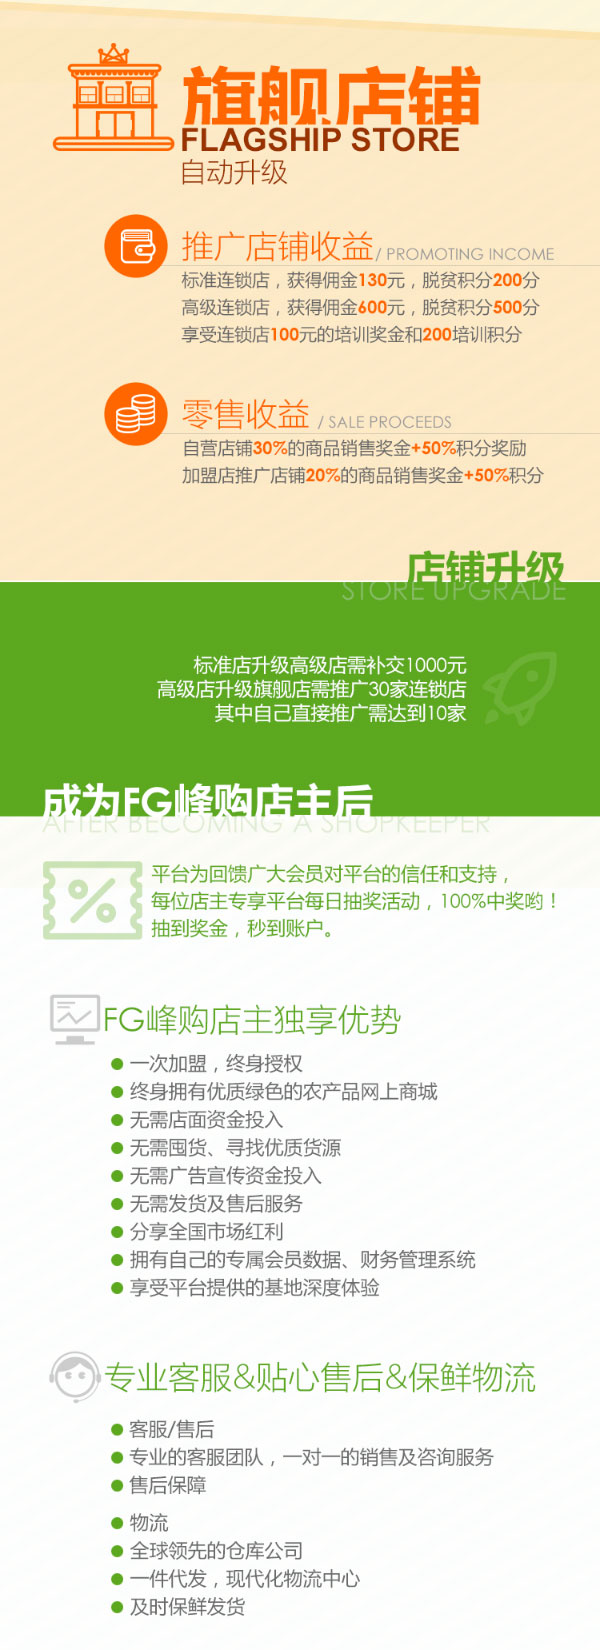 旗舰店铺
FLAGSHIP STORE
自动升级
推广店铺收益/ PROMOTING INCOME
标准连锁店，获得佣金130元，脱贫积分200分
高级连锁店，获得佣金600元，脱贫积分500分
享受连锁店100元的培训奖金和200培训积分
零售收益 / SALE PROCEEDS
自营店铺30%的商品销售奖金+50%积分奖励
加盟店推广店铺20%的商品销售奖金+50%积分
店铺升级
STORE UPGRADE
标准店升级高级店需补交1000元
高级店升级旗舰店需推广30家连锁店
其中自己直接推广需达到10家
成为FG峰购店主后
AFTER BECOMING A SHOPKEEPER
平台为回馈广大会员对平台的信任和支持，
每位店主专享平台每日抽奖活动，100%中奖哟！
抽到奖金，秒到账户。
FG峰购店主独享优势
一次加盟，终身授权
终身拥有优质绿色的农产品网上商城
无需店面资金投入
无需囤货、寻找优质货源
无需广告宣传资金投入
无需发货及售后服务
分享全国市场红利
拥有自己的专属会员数据、财务管理系统
享受平台提供的基地深度体验
专业客服&贴心售后&保鲜物流
客服/售后
专业的客服团队，一对一的销售及咨询服务
售后保障
物流
全球领先的仓库公司
一件代发，现代化物流中心
及时保鲜发货